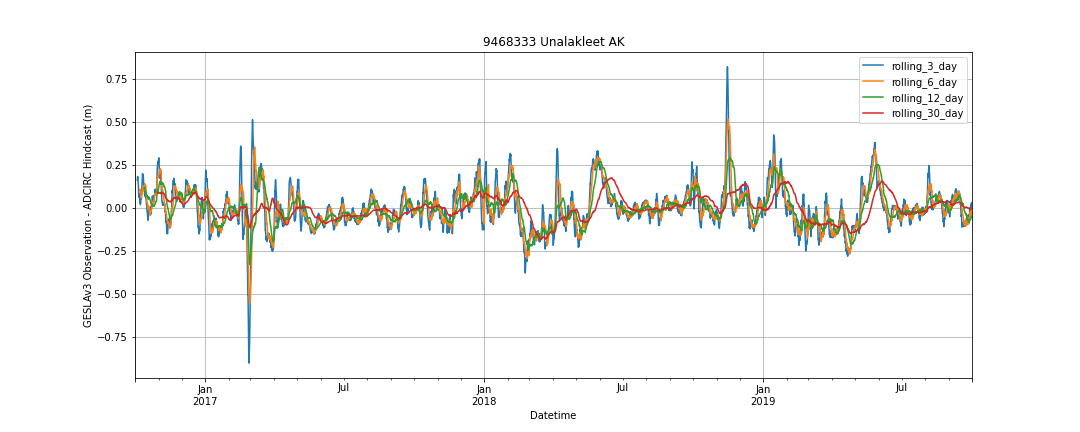 9468333 Unalakleet AK
rolling_3_day
rolling_6_day
rolling_12_day
rolling_30_day
GESLAv3 Observation - ADCIRC Hindcast (m)
0.75
0.50
0.25
0.00
−0.25
−0.50
−0.75
Jan
2017
Jul
Jan
2018
Jul
Jan
2019
Jul
Datetime